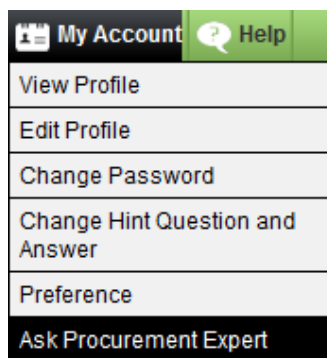 My Account Help
View Profile
Edit Profile
Change Password
Change Hint Question and
Answer
Preference
Ask Procurement Expert